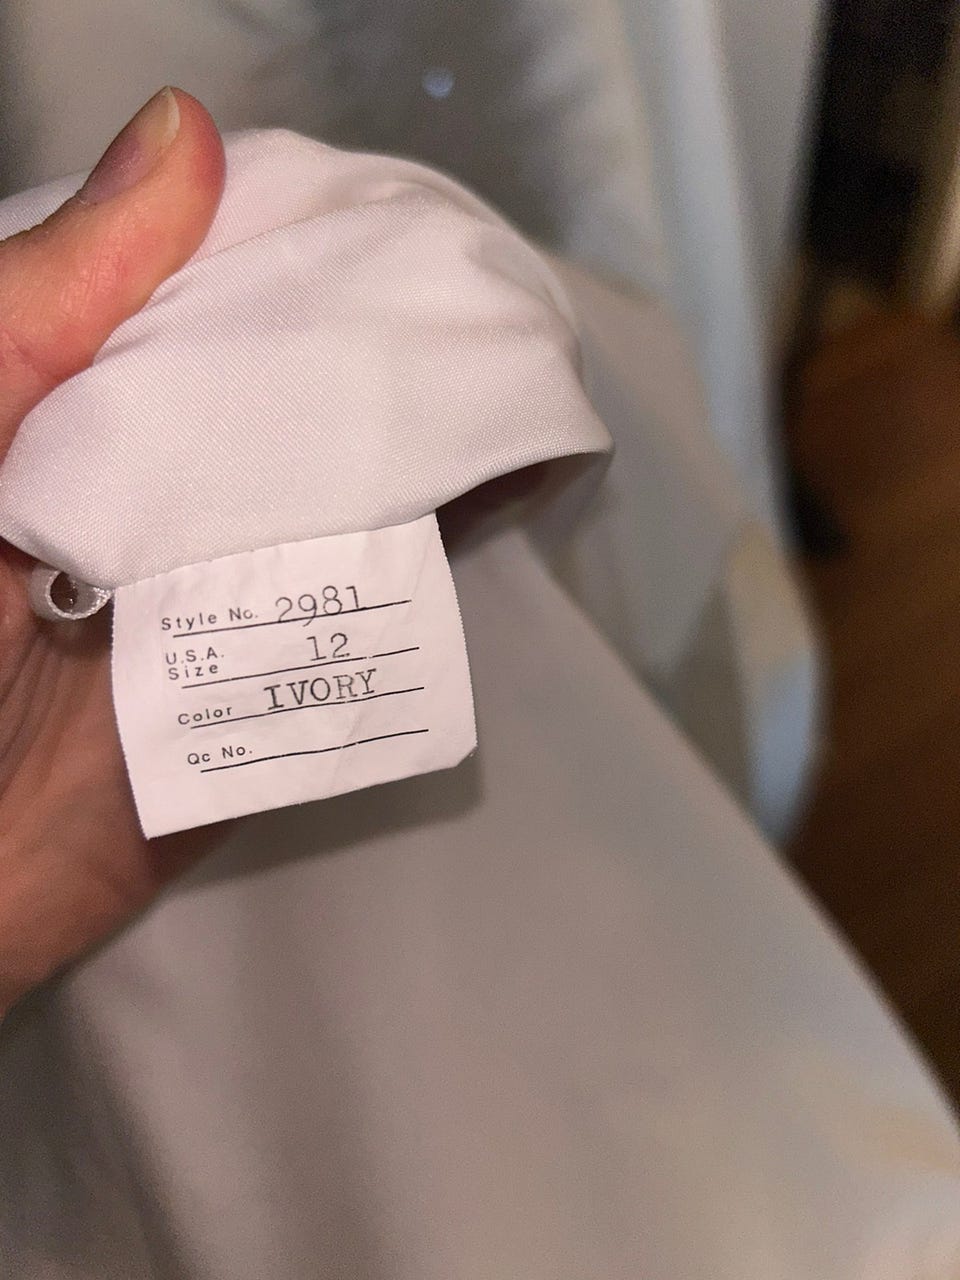 Style No. 2981
U.S.A. Size 12
Color IVORY
Qc No.